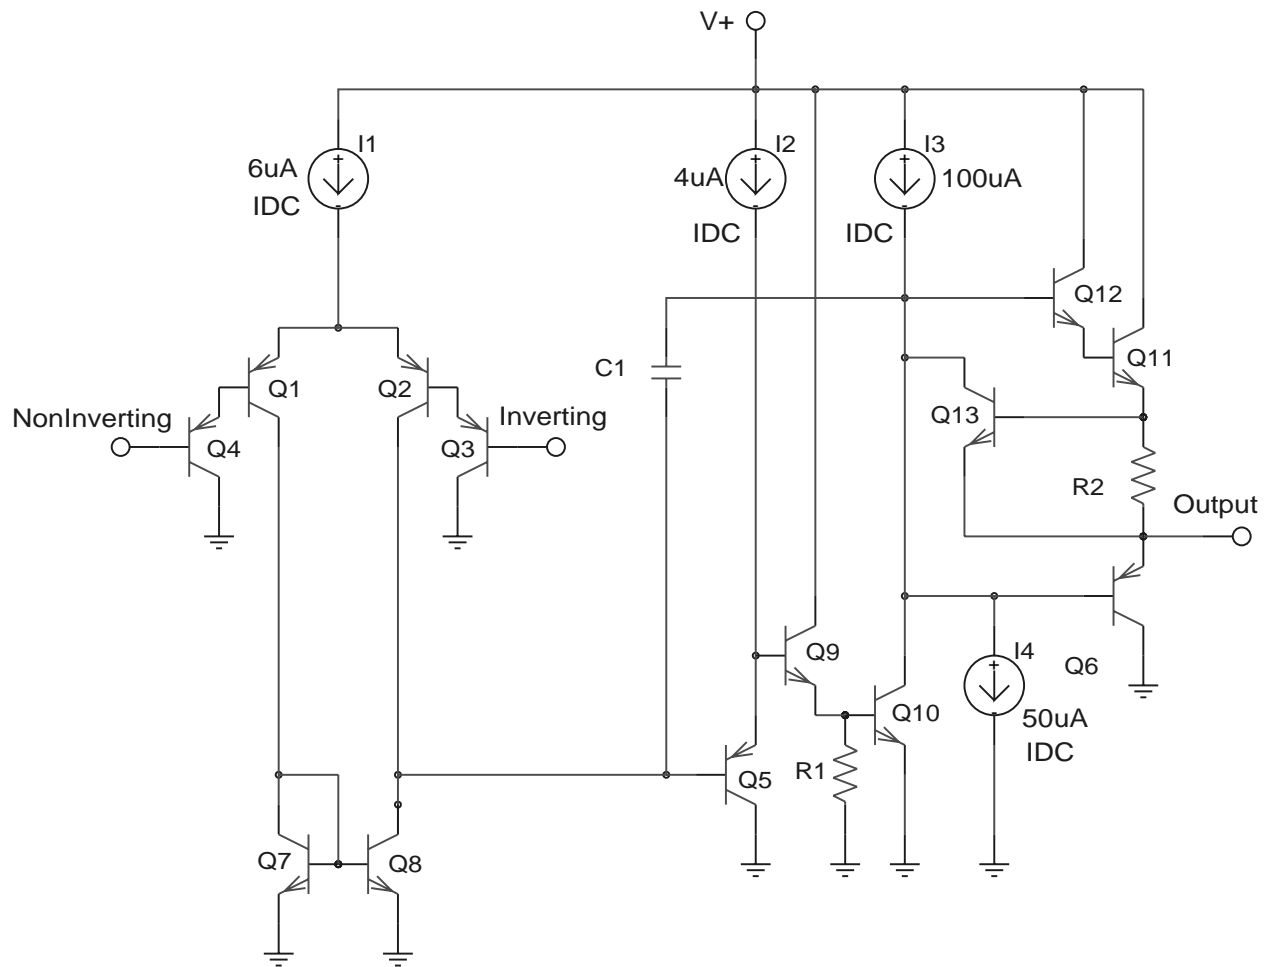 V+
I1
6uA
IDC
I2
4uA
IDC
I3
100uA
IDC
Q12
Q11
C1
Q1
Q2
Q13
NonInverting
Inverting
Q4
Q3
R2
Output
Q9
I4
Q6
50uA
IDC
Q10
R1
Q5
Q7
Q8
+
-
+
-
+
-
+
-